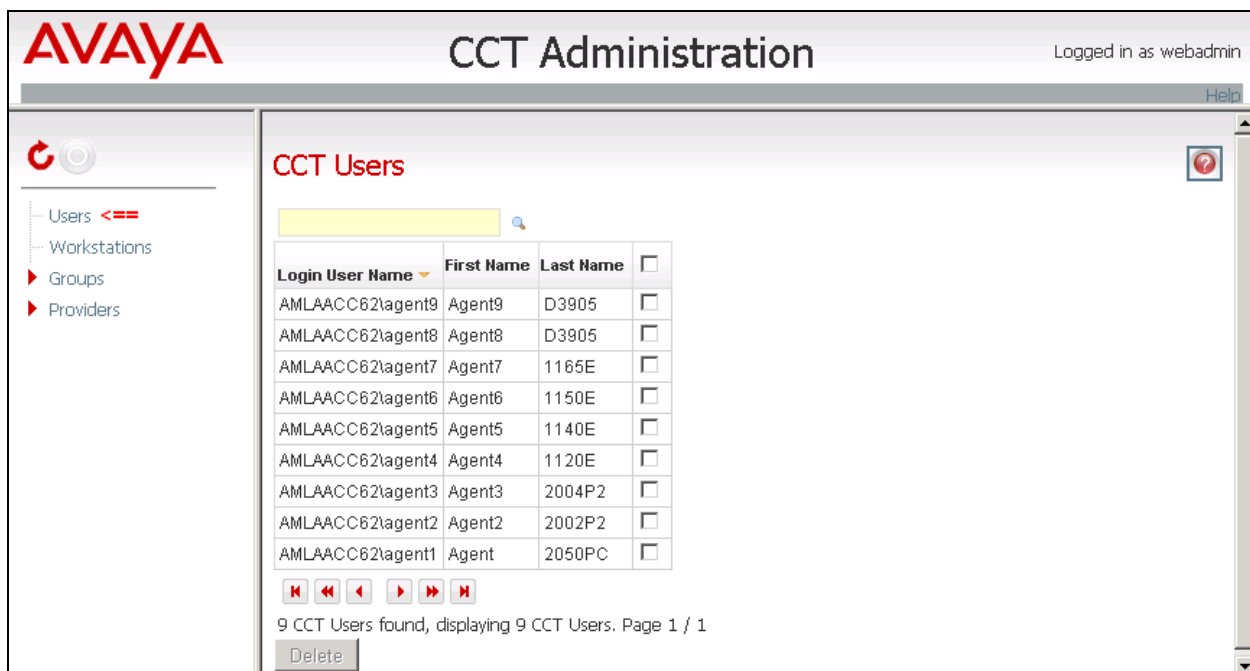 AVAYA
CCT Administration
Logged in as webadmin
Help
CCT Users
Users <==
Workstations
Groups
Providers
Login User Name First Name Last Name
AMLAACC62\agent9 Agent9 D3905
AMLAACC62\agent8 Agent8 D3905
AMLAACC62\agent7 Agent7 1165E
AMLAACC62\agent6 Agent6 1150E
AMLAACC62\agent5 Agent5 1140E
AMLAACC62\agent4 Agent4 1120E
AMLAACC62\agent3 Agent3 2004P2
AMLAACC62\agent2 Agent2 2002P2
AMLAACC62\agent1 Agent 2050PC
9 CCT Users found, displaying 9 CCT Users. Page 1 / 1
Delete